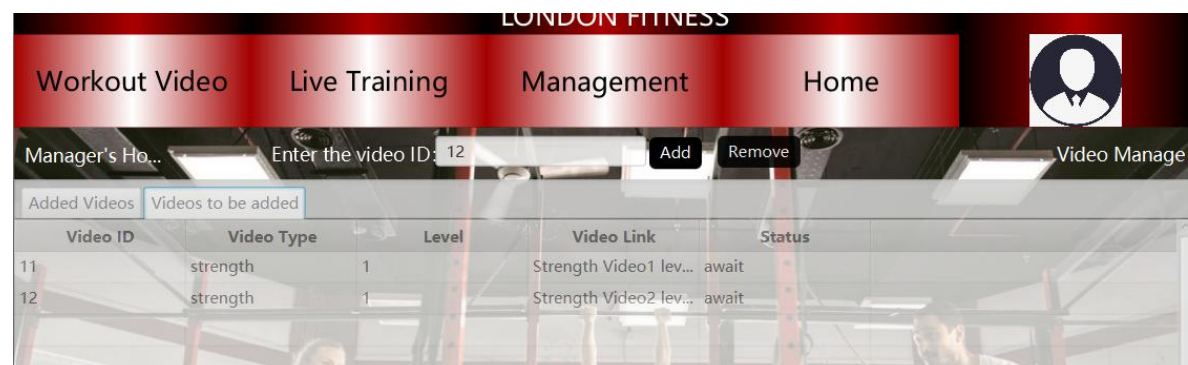 LONDON FITNESS
Workout Video Live Training Management Home
Manager's Ho... Enter the video ID: 12 Add Remove Video Manage
Added Videos Videos to be added
Video ID Video Type Level Video Link Status
11 strength 1 Strength Video1 lev... await
12 strength 1 Strength Video2 lev... await